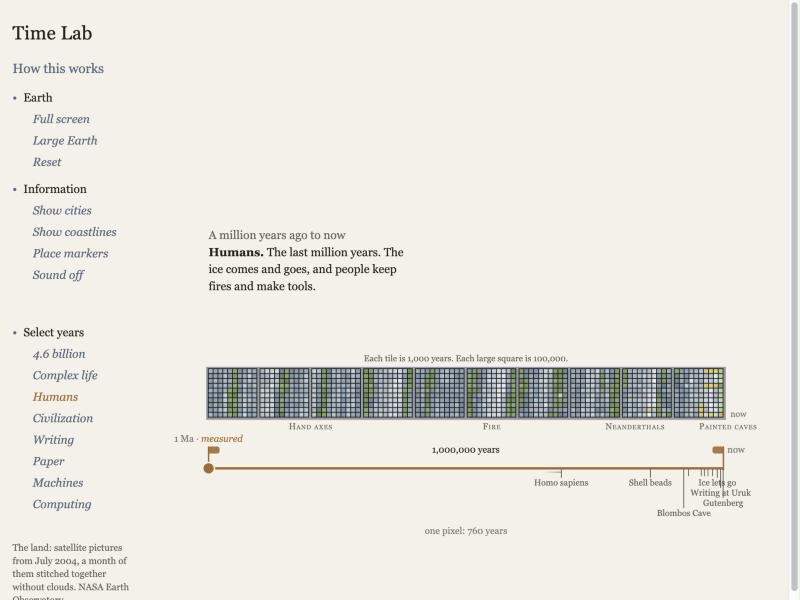 Time Lab
How this works
• Earth
Full screen
Large Earth
Reset
• Information
Show cities
Show coastlines
Place markers
Sound off
• Select years
4.6 billion
Complex life
Humans
Civilization
Writing
Paper
Machines
Computing
The land: satellite pictures
from July 2004, a month of
them stitched together
without clouds. NASA Earth
Observatory
A million years ago to now
Humans. The last million years. The
ice comes and goes, and people keep
fires and make tools.
Each tile is 1,000 years. Each large square is 100,000.
now
Hand axes Fire Neanderthals Painted caves
1 Ma · measured
1,000,000 years now
Homo sapiens Shell beads Ice lets go
Writing at Uruk
Gutenberg
Blombos Cave
one pixel: 760 years